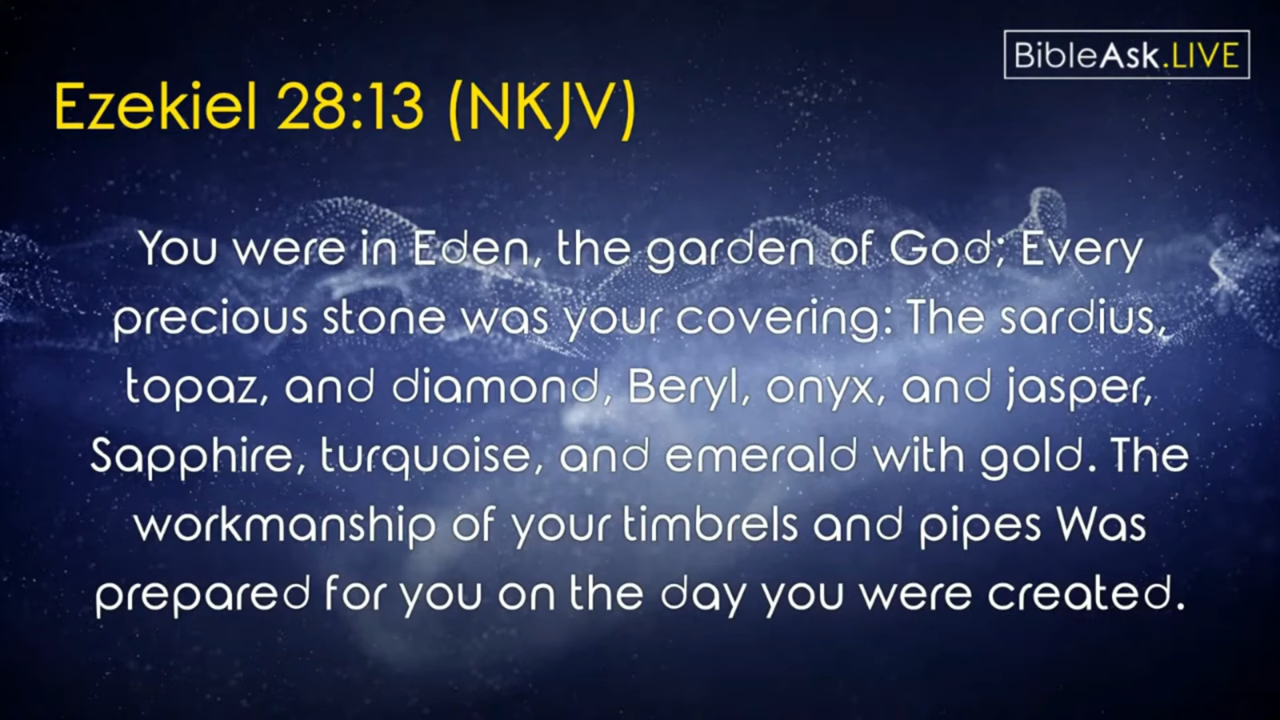 BibleAsk.LIVE
Ezekiel 28:13 (NKJV)
You were in Eden, the garden of God; Every
precious stone was your covering: The sardius,
topaz, and diamond, Beryl, onyx, and jasper,
Sapphire, turquoise, and emerald with gold. The
workmanship of your timbrels and pipes Was
prepared for you on the day you were created.